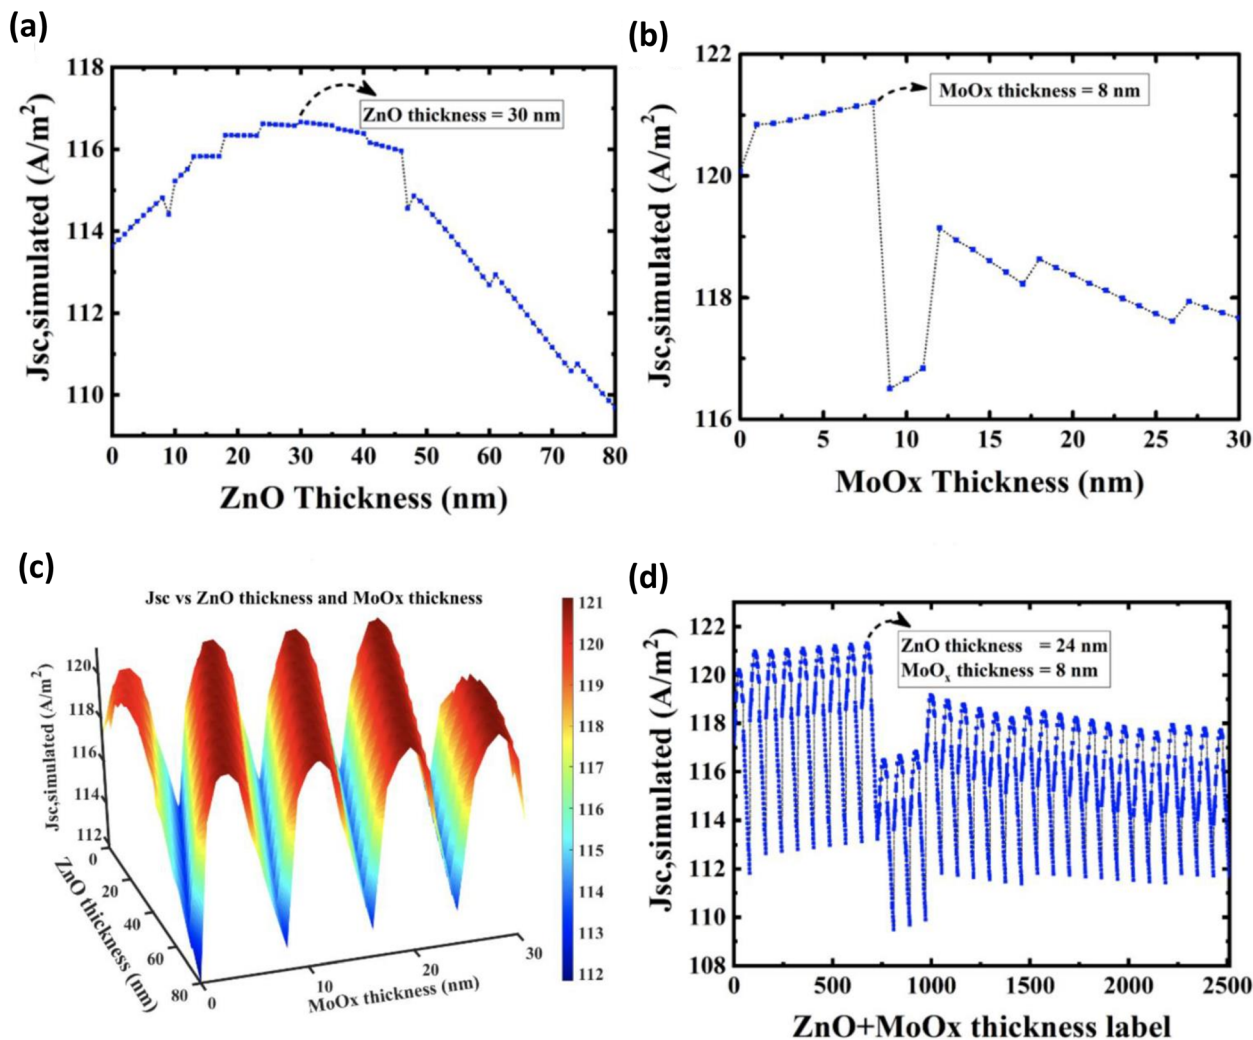 (a)
118
116
114
112
110
Jsc,simulated (A/m²)
ZnO thickness = 30 nm
0 10 20 30 40 50 60 70 80
ZnO Thickness (nm)
(b)
122
120
118
116
Jsc,simulated (A/m²)
MoOx thickness = 8 nm
0 5 10 15 20 25 30
MoOx Thickness (nm)
(c)
Jsc vs ZnO thickness and MoOx thickness
Jsc,simulated (A/m²)
120
118
116
114
112
0
20
40
60
80
ZnO thickness (nm)
0 10 20 30
MoOx thickness (nm)
121
120
119
118
117
116
115
114
113
112
(d)
122
120
118
116
114
112
110
108
Jsc,simulated (A/m²)
ZnO thickness = 24 nm
MoOₓ thickness = 8 nm
0 500 1000 1500 2000 2500
ZnO+MoOx thickness label